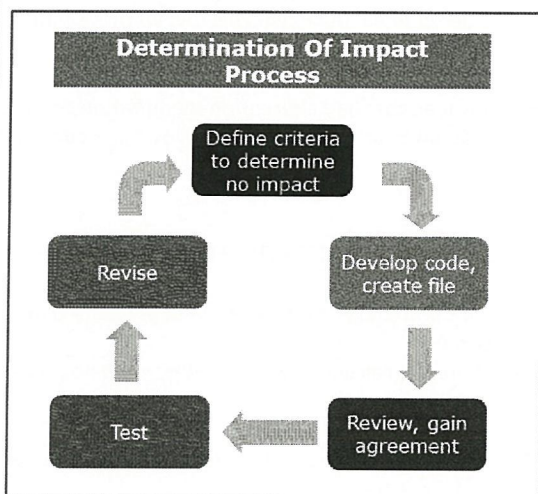 Determination Of Impact
Process
Define criteria
to determine
no impact
Develop code,
create file
Review, gain
agreement
Test
Revise